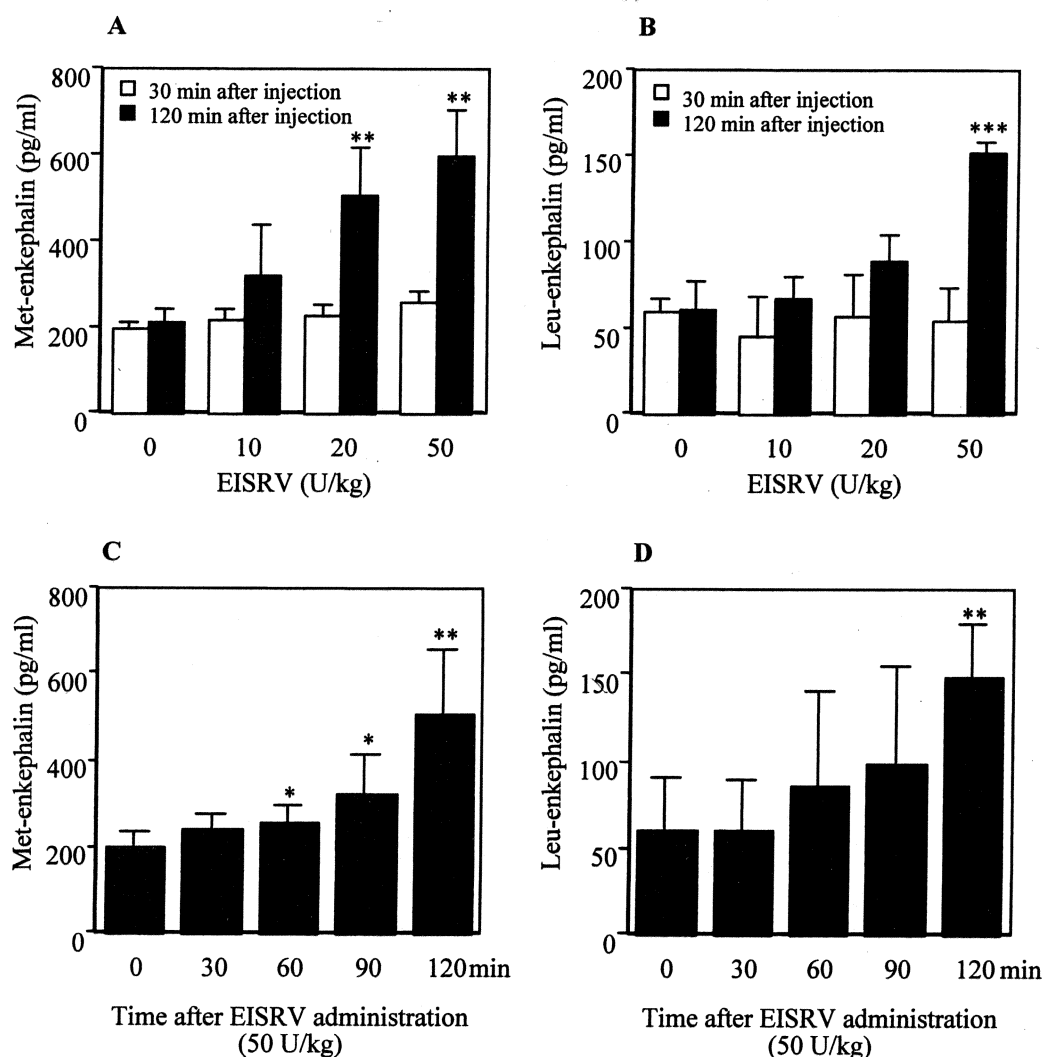 A
Met-enkephalin (pg/ml)
800
600
400
200
0
30 min after injection
120 min after injection
**
**
0 10 20 50
EISRV (U/kg)
B
Leu-enkephalin (pg/ml)
200
150
100
50
0
30 min after injection
120 min after injection
***
0 10 20 50
EISRV (U/kg)
C
Met-enkephalin (pg/ml)
800
600
400
200
0
*
*
**
0 30 60 90 120 min
Time after EISRV administration
(50 U/kg)
D
Leu-enkephalin (pg/ml)
200
150
100
50
0
**
0 30 60 90 120 min
Time after EISRV administration
(50 U/kg)